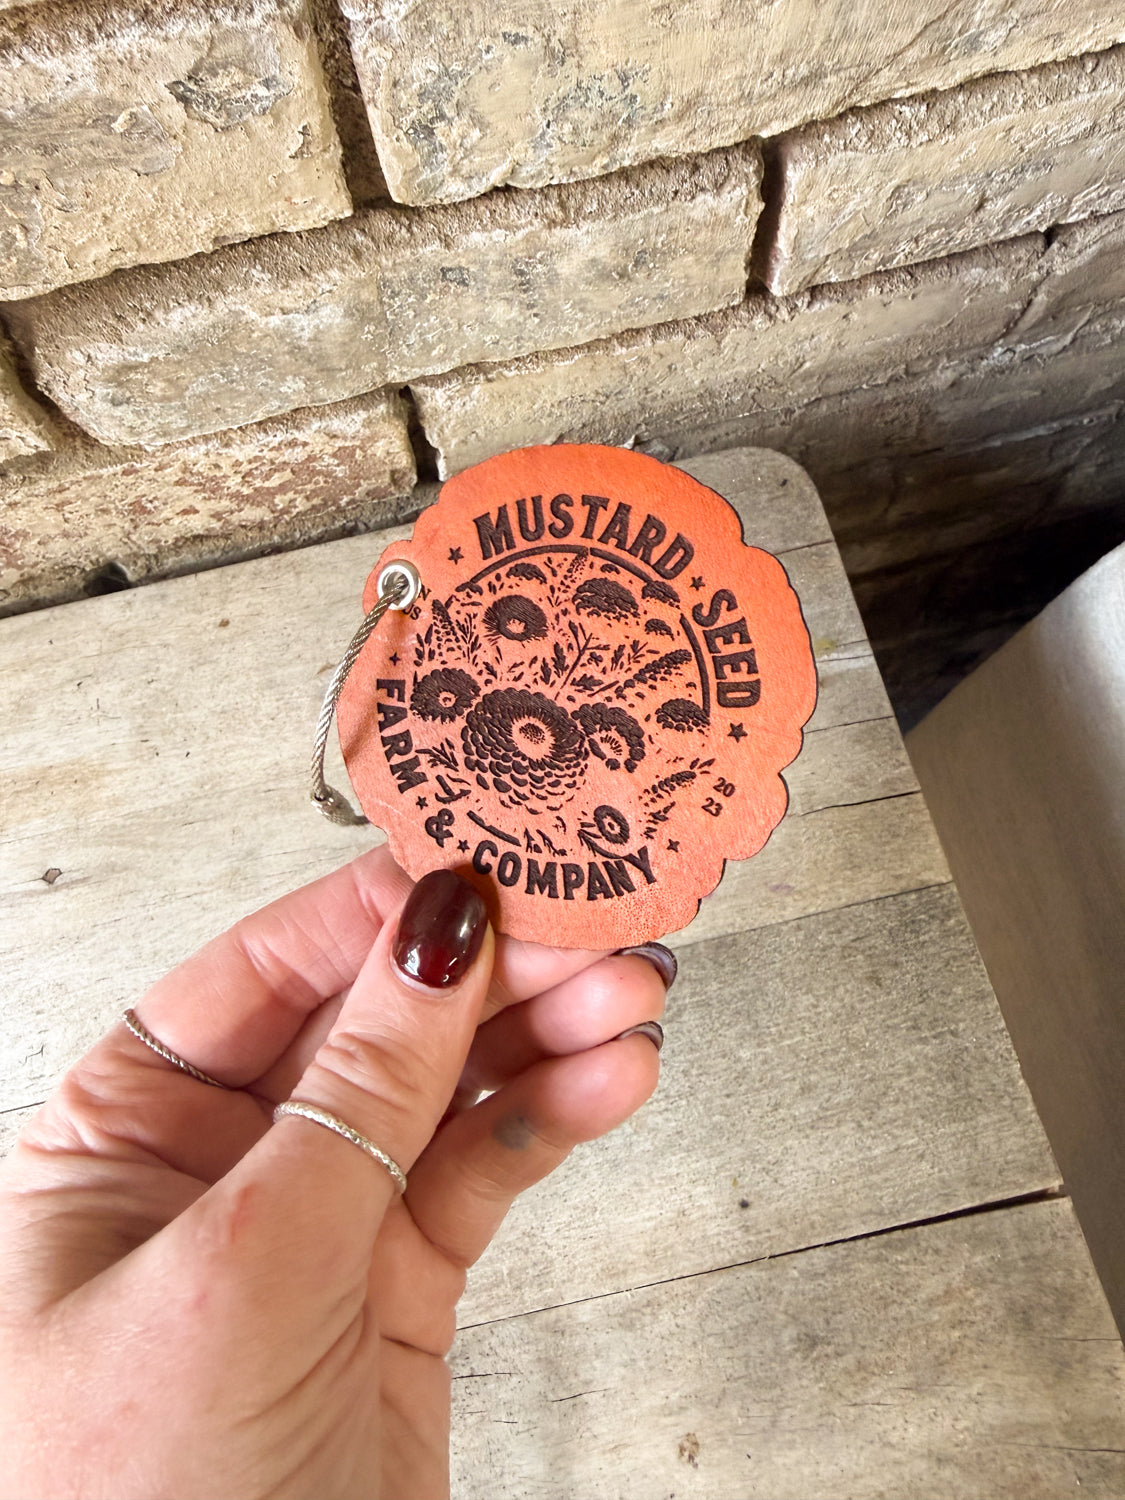 MUSTARD SEED
FARM & COMPANY
20
23